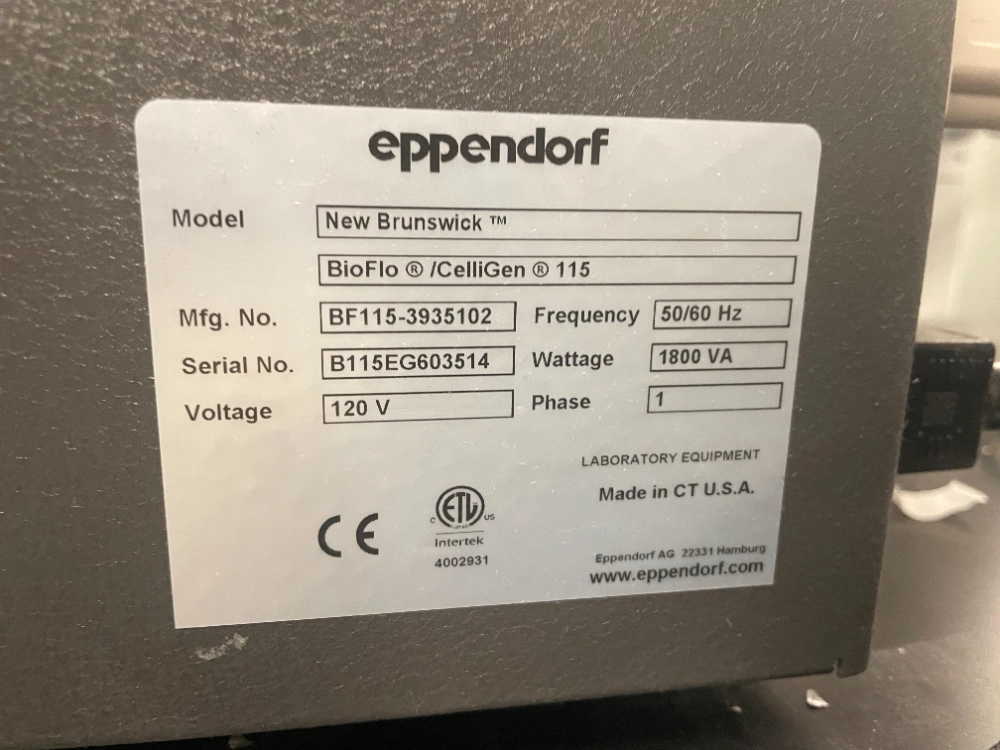 eppendorf
Model New Brunswick ™
BioFlo ® /CelliGen ® 115
Mfg. No. BF115-3935102 Frequency 50/60 Hz
Serial No. B115EG603514 Wattage 1800 VA
Voltage 120 V Phase 1
LABORATORY EQUIPMENT
Made in CT U.S.A.
CE
C ETL US
Intertek
4002931
Eppendorf AG 22331 Hamburg
www.eppendorf.com